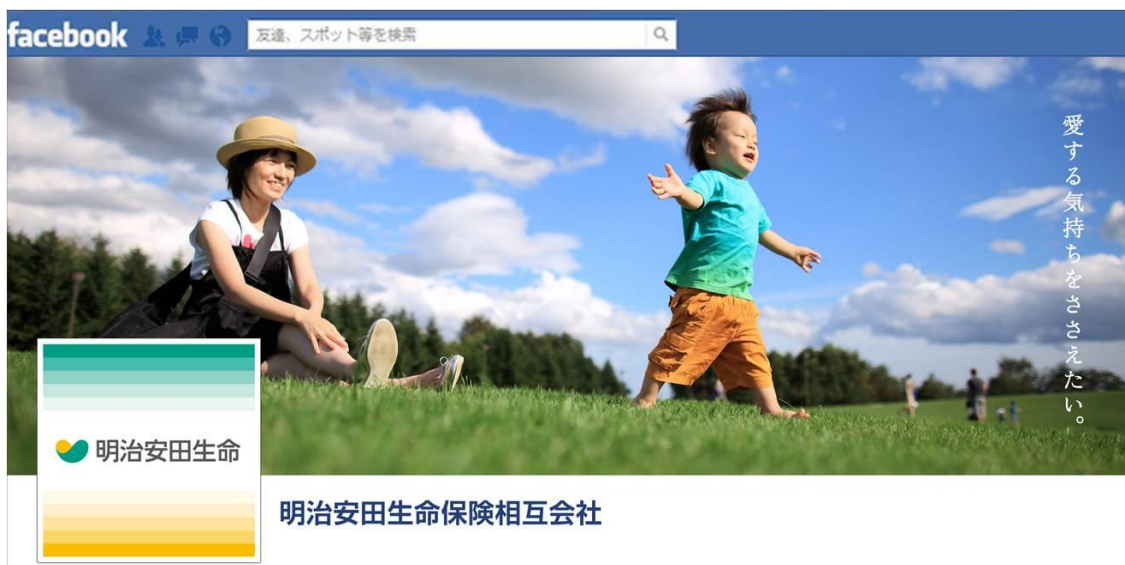 facebook
友達、スポット等を検索
愛する気持ちをささえたい。
明治安田生命
明治安田生命保険相互会社